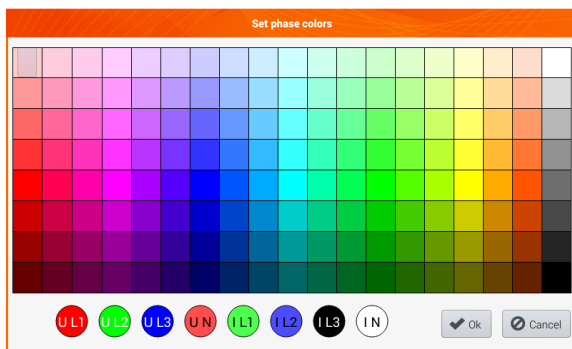 Set phase colors
U L1 U L2 U L3 U N I L1 I L2 I L3 I N Ok Cancel